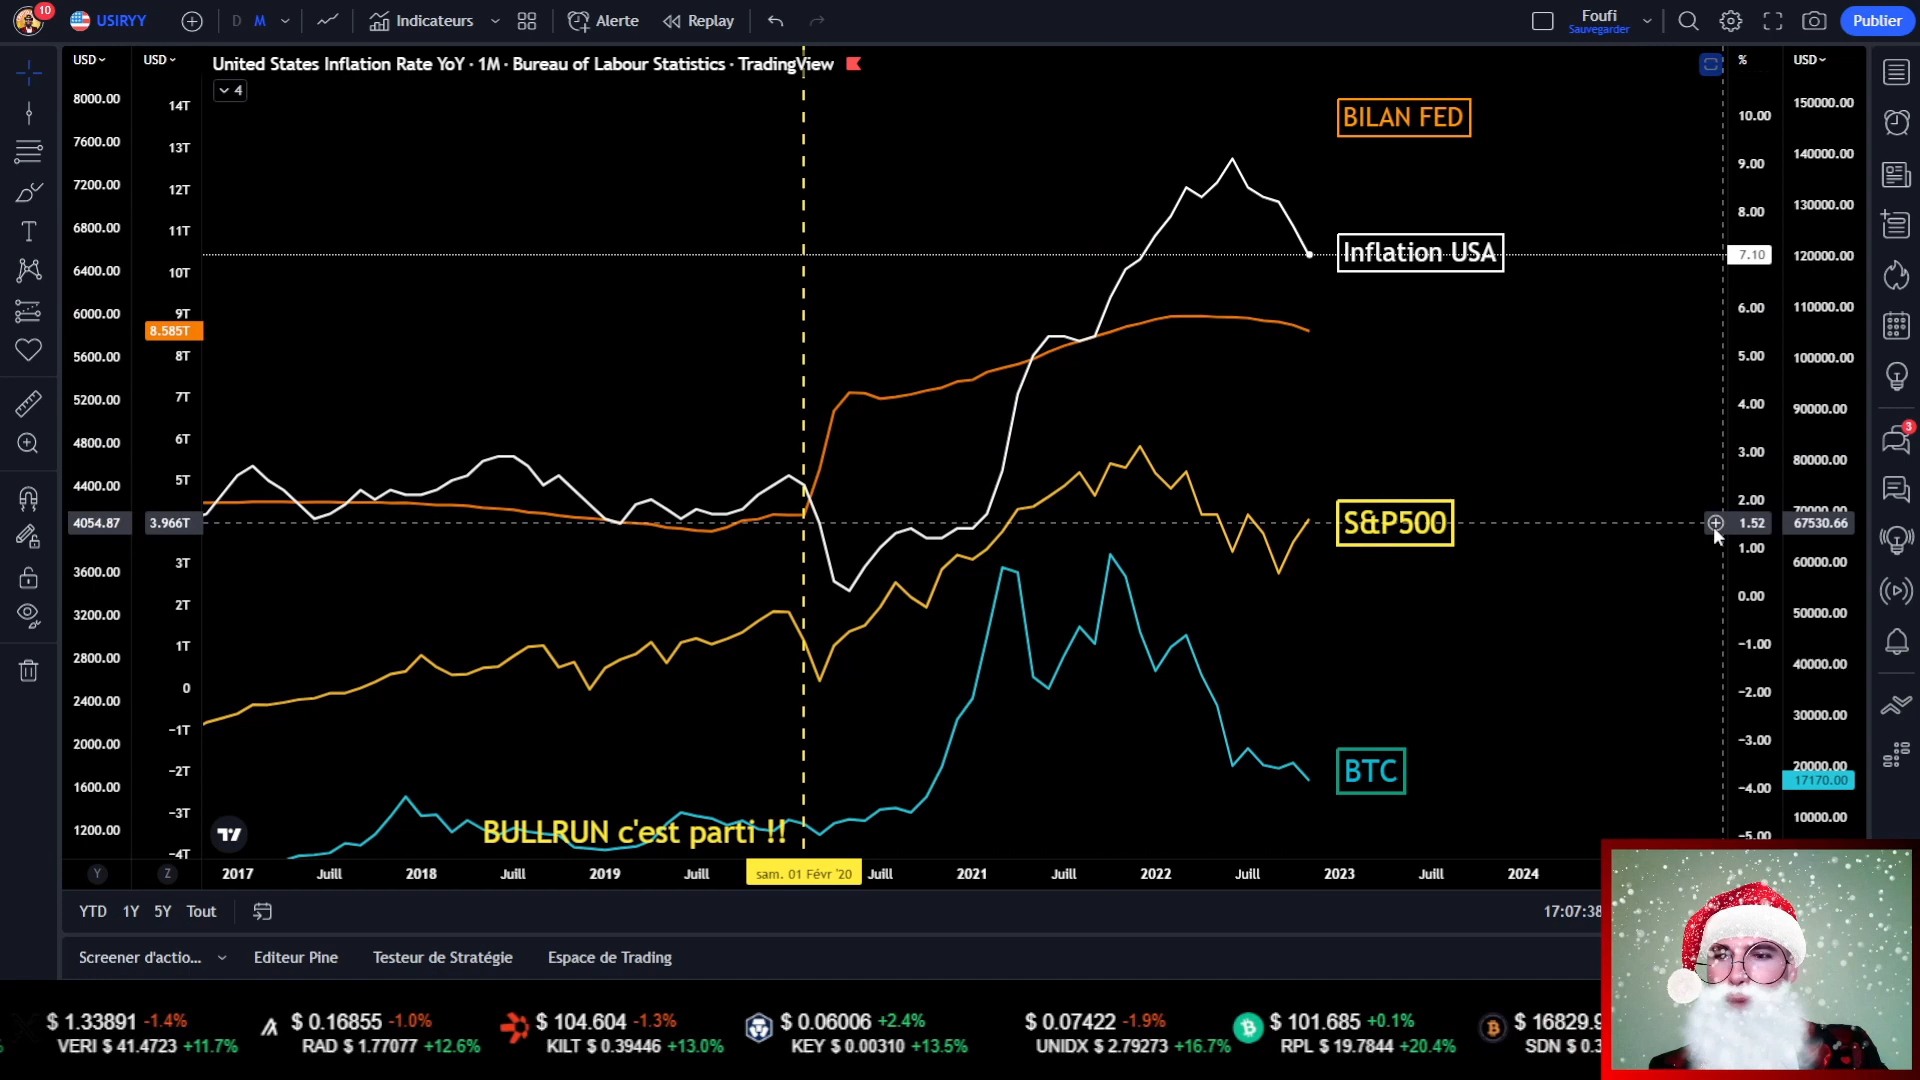 10 USIRYY D M Indicateurs Alerte Replay Foufi Sauvegarder Publier
United States Inflation Rate YoY · 1M · Bureau of Labour Statistics · TradingView
4
USD
8000.00
7600.00
7200.00
6800.00
6400.00
6000.00
5600.00
5200.00
4800.00
4400.00
4054.87
3600.00
3200.00
2800.00
2400.00
2000.00
1600.00
1200.00
Y
USD
14T
13T
12T
11T
10T
9T
8.585T
8T
7T
6T
5T
3.966T
3T
2T
1T
0
−1T
−2T
−3T
−4T
Z
BILAN FED
Inflation USA
S&P500
BTC
BULLRUN c'est parti !!
%
10.00
9.00
8.00
7.10
6.00
5.00
4.00
3.00
2.00
1.52
1.00
0.00
−1.00
−2.00
−3.00
−4.00
−5.00
USD
150000.00
140000.00
130000.00
120000.00
110000.00
100000.00
90000.00
80000.00
70000.00
67530.66
60000.00
50000.00
40000.00
30000.00
20000.00
17170.00
10000.00
3
2017 Juill 2018 Juill 2019 Juill sam. 01 Févr '20 Juill 2021 Juill 2022 Juill 2023 Juill 2024
YTD 1Y 5Y Tout 17:07:38
Screener d'actio... Editeur Pine Testeur de Stratégie Espace de Trading
$ 1.33891 -1.4% $ 0.16855 -1.0% $ 104.604 -1.3% $ 0.06006 +2.4% $ 0.07422 -1.9% $ 101.685 +0.1% $ 16829.9
VERI $ 41.4723 +11.7% RAD $ 1.77077 +12.6% KILT $ 0.39446 +13.0% KEY $ 0.00310 +13.5% UNIDX $ 2.79273 +16.7% RPL $ 19.7844 +20.4% SDN $ 0.3